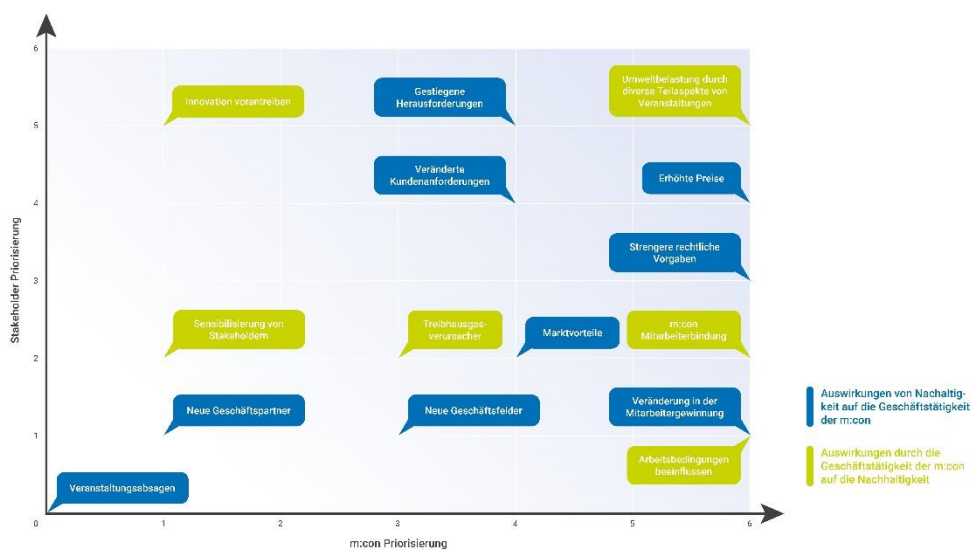 6
Innovation vorantreiben
Gestiegene
Herausforderungen
Umweltbelastung durch
diverse Teilaspekte von
Veranstaltungen
5
Veränderte
Kundenanforderungen
Erhöhte Preise
4
Strengere rechtliche
Vorgaben
3
Sensibilisierung von
Stakeholdern
Treibhausgas-
verursacher
Marktvorteile
m:con
Mitarbeiterbindung
2
Neue Geschäftspartner
Neue Geschäftsfelder
Veränderung in der
Mitarbeitergewinnung
1
Arbeitsbedingungen
beeinflussen
Veranstaltungsabsagen
0
1
2
3
4
5
6
Stakeholder Priorisierung
m:con Priorisierung
Auswirkungen von Nachaltig-
keit auf die Geschäftstätigkeit
der m:con
Auswirkungen durch die
Geschäftstätigkeit der m:con
auf die Nachhaltigkeit